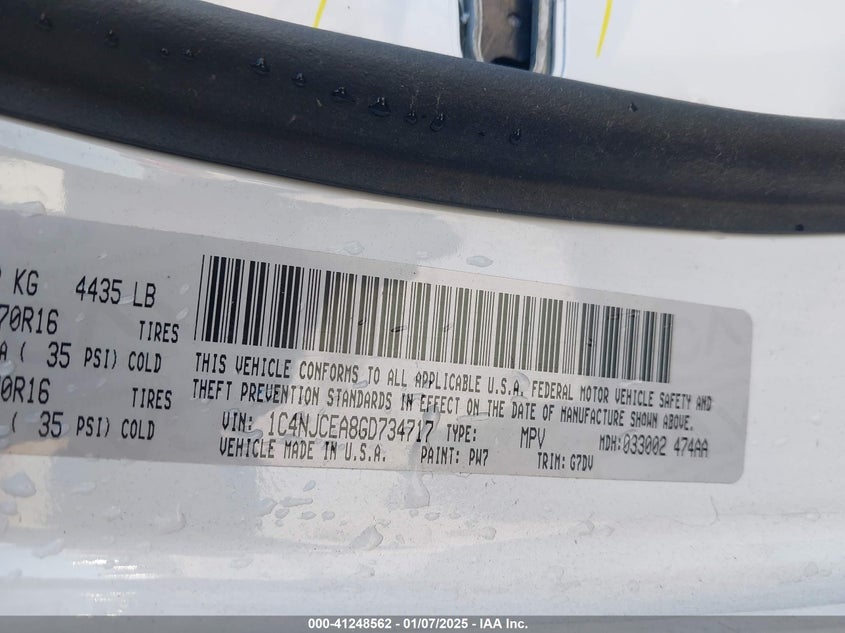 KG 4435 LB
70R16 TIRES
A ( 35 PSI) COLD
0R16 TIRES
( 35 PSI) COLD
THIS VEHICLE CONFORMS TO ALL APPLICABLE U.S.A. FEDERAL MOTOR VEHICLE SAFETY AND
THEFT PREVENTION STANDARDS IN EFFECT ON THE DATE OF MANUFACTURE SHOWN ABOVE.
VIN: 1C4NJCEA8GD734717 TYPE: MPV MDH:033002 474AA
VEHICLE MADE IN U.S.A. PAINT: PW7 TRIM: G7DV
000-41248562 - 01/07/2025 - IAA Inc.